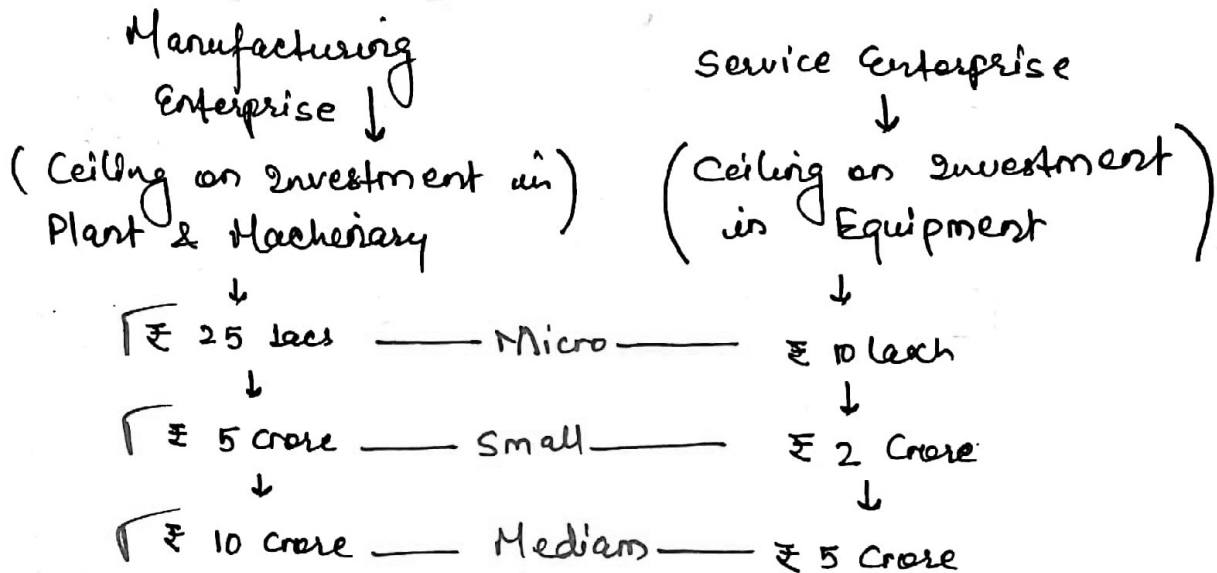 Manufacturing
Enterprise ↓
Service Enterprise
↓
(Ceiling on Investment in)
Plant & Machenary
(Ceiling on Investment
in Equipment)
↓ ↓
₹ 25 lacs — Micro — ₹ 10 lach
↓ ↓
₹ 5 crore — Small — ₹ 2 Crore
↓ ↓
₹ 10 crore — Mediam — ₹ 5 Crore